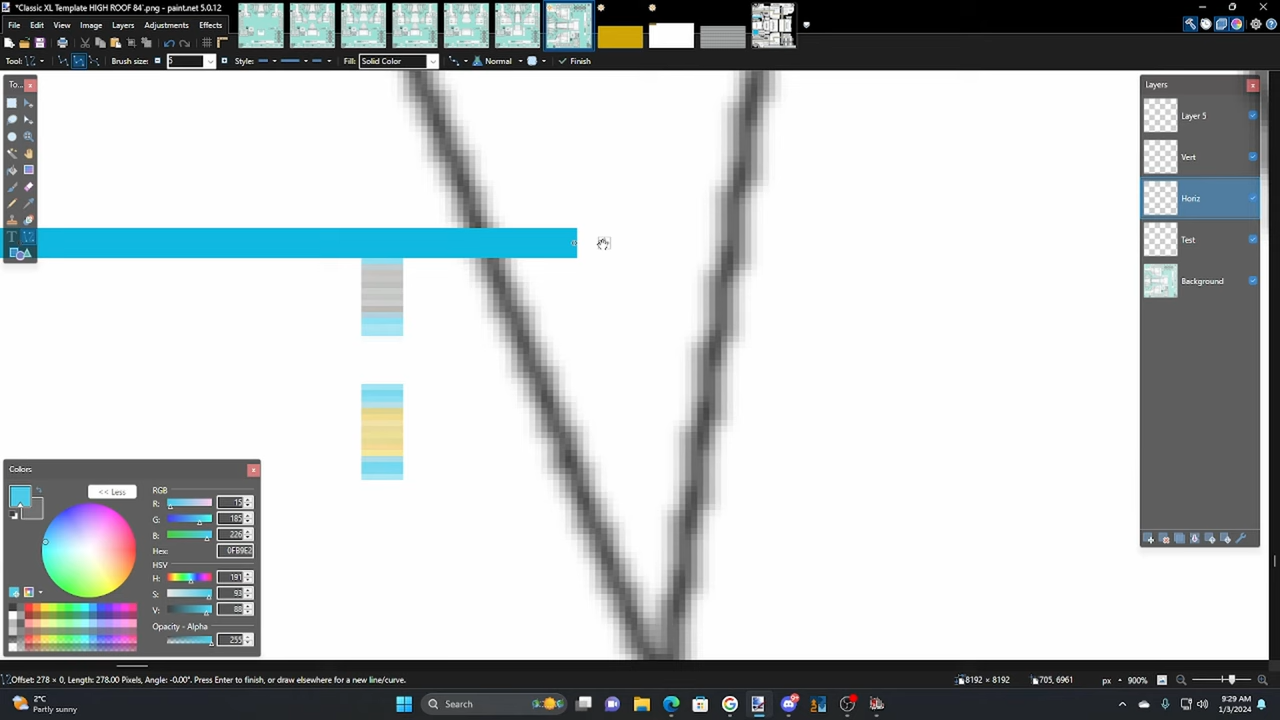 "Classic XL Template HIGH ROOF 84'.png - paint.net 5.0.12
File Edit View Image Layers Adjustments Effects
Tool: Brush size: 5 Style: Fill: Solid Color Normal Finish
To...
Layers
Layer 5
Vert
Horiz
Test
Background
T
Colors
<< Less
RGB
R: 15
G: 185
B: 226
Hex: 0FB9E2
HSV
H: 191
S: 93
V: 88
Opacity - Alpha
255
Offset: 278 × 0, Length: 278.00 Pixels, Angle: -0.00°. Press Enter to finish, or draw elsewhere for a new line/curve.
8192 × 8192 705, 6961 px 900%
2°C
Partly sunny
Search
9:29 AM
1/3/2024